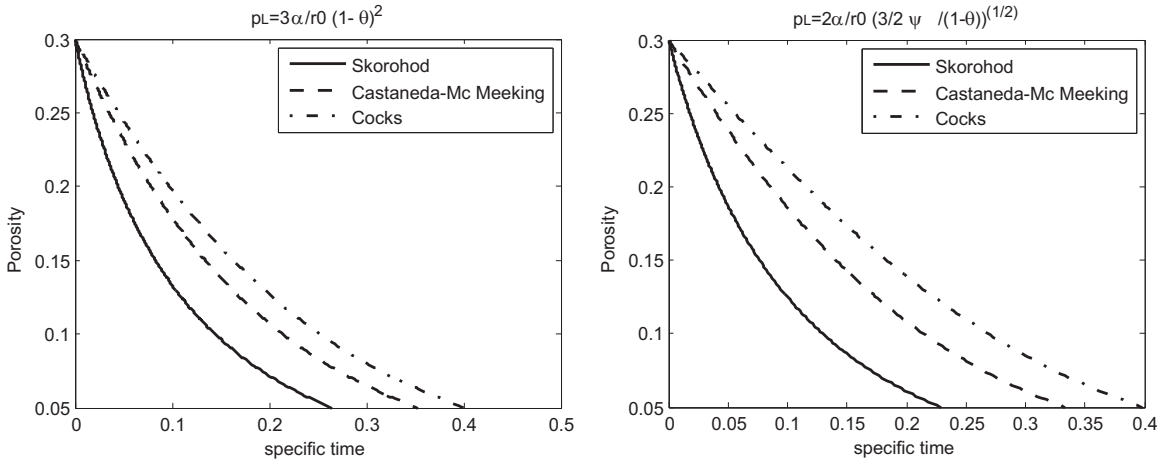 pL=3α/r0 (1- θ)²
0.3
0.25
0.2
0.15
0.1
0.05
Porosity
Skorohod
Castaneda-Mc Meeking
Cocks
0 0.1 0.2 0.3 0.4 0.5
specific time
pL=2α/r0 (3/2 ψ /(1-θ))^(1/2)
0.3
0.25
0.2
0.15
0.1
0.05
Porosity
Skorohod
Castaneda-Mc Meeking
Cocks
0 0.05 0.1 0.15 0.2 0.25 0.3 0.35 0.4
specific time